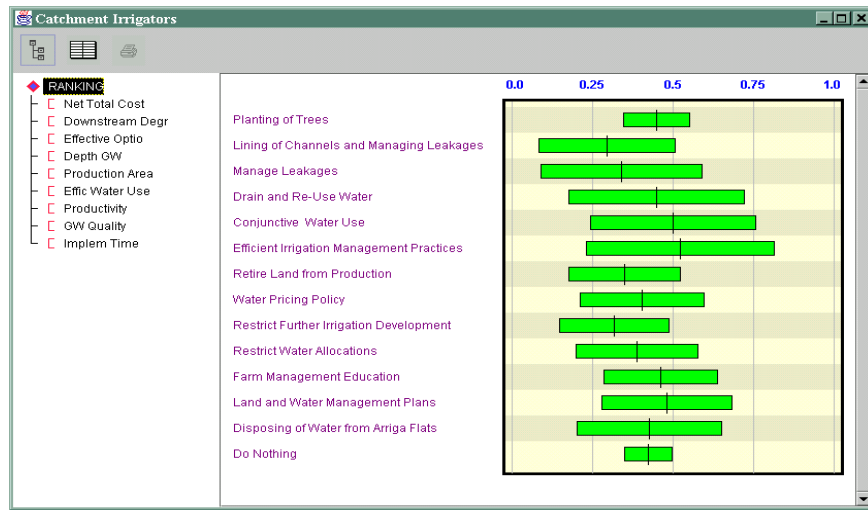 Catchment Irrigators
RANKING
Net Total Cost
Downstream Degr
Effective Optio
Depth GW
Production Area
Effic Water Use
Productivity
GW Quality
Implem Time
0.0 0.25 0.5 0.75 1.0
Planting of Trees
Lining of Channels and Managing Leakages
Manage Leakages
Drain and Re-Use Water
Conjunctive Water Use
Efficient Irrigation Management Practices
Retire Land from Production
Water Pricing Policy
Restrict Further Irrigation Development
Restrict Water Allocations
Farm Management Education
Land and Water Management Plans
Disposing of Water from Arriga Flats
Do Nothing